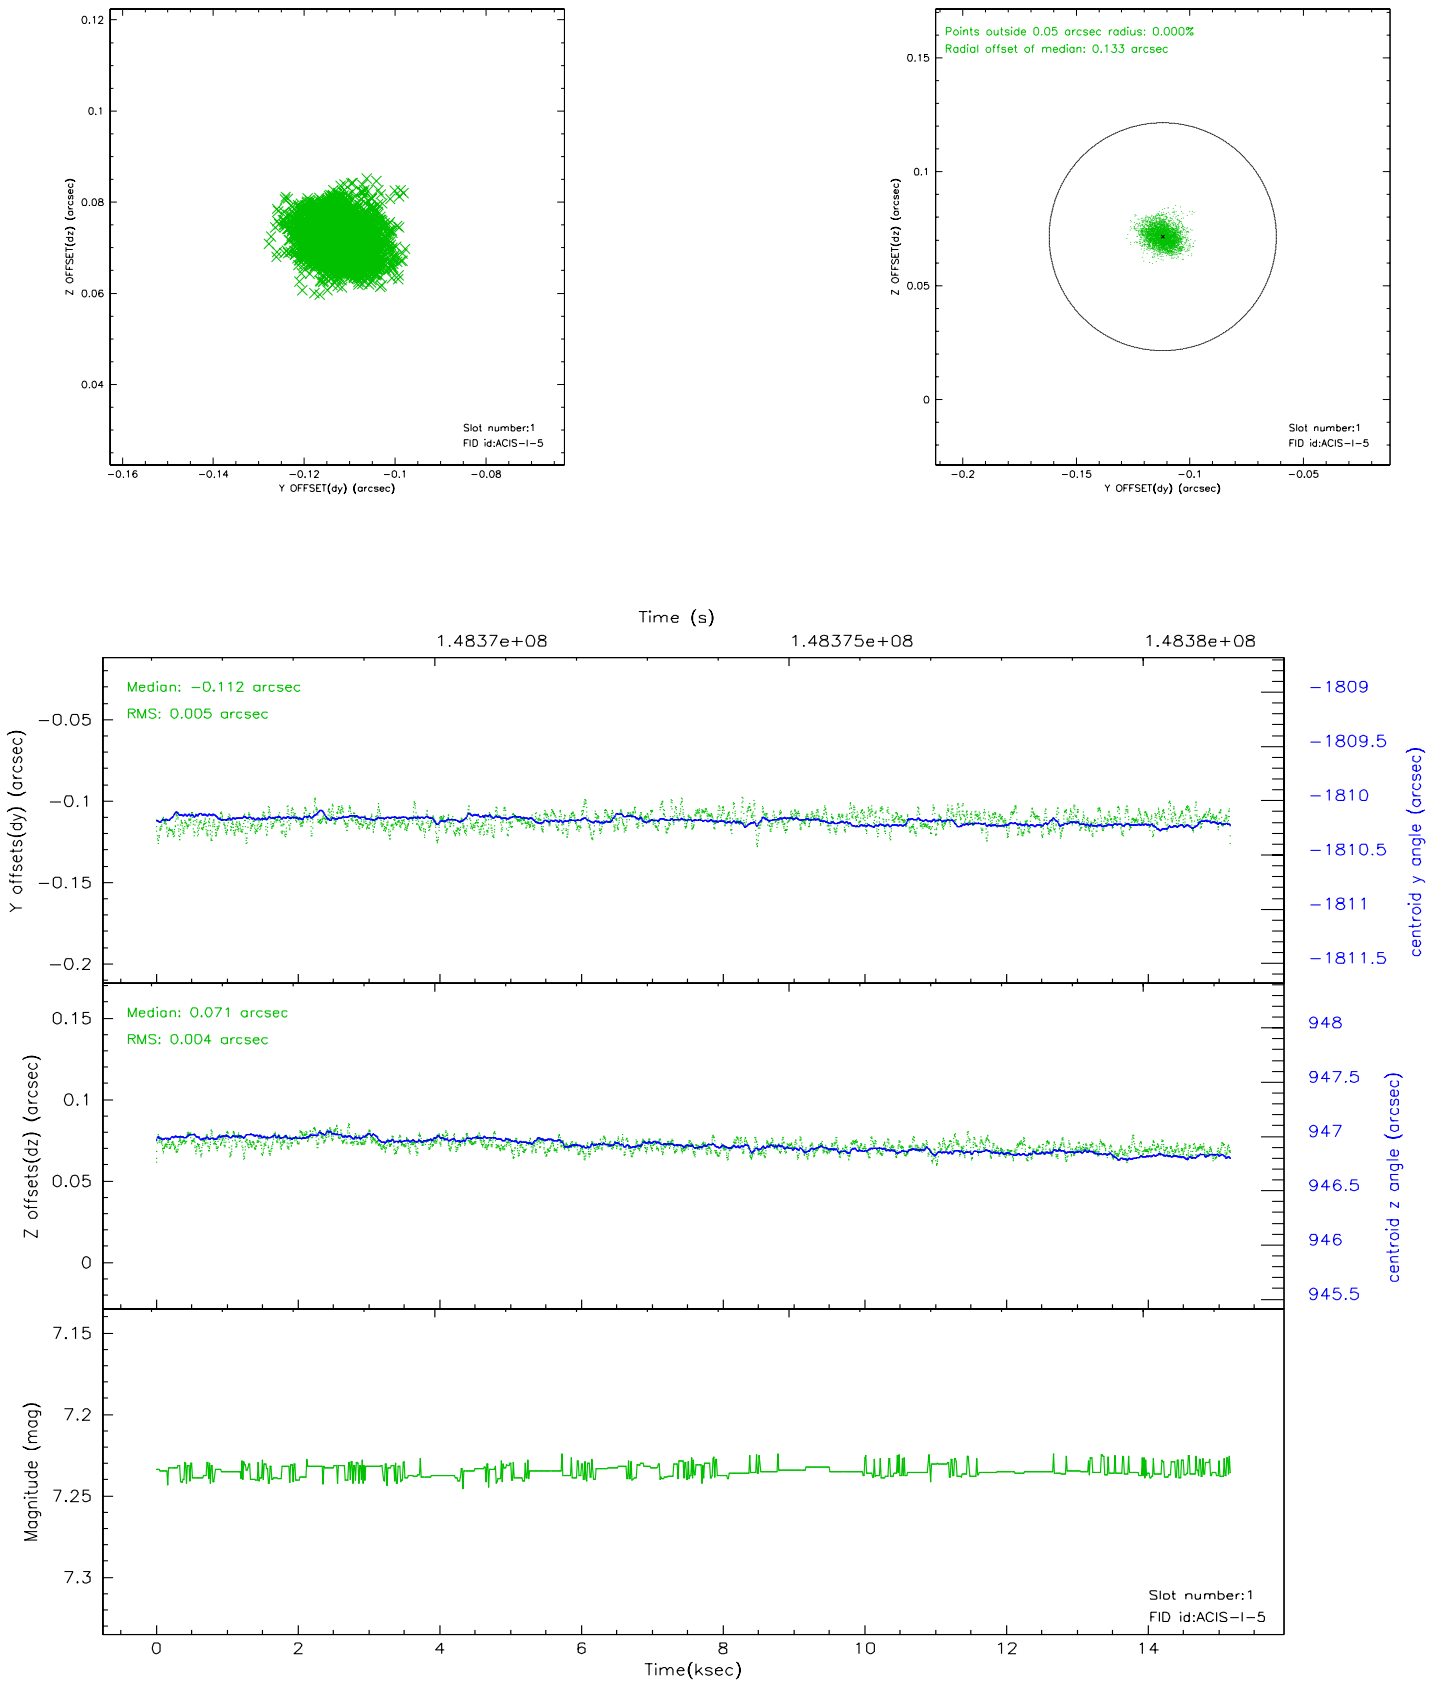 0.12
0.1
0.08
0.06
0.04
Z OFFSET(dz) (arcsec)
Slot number:1
FID id:ACIS-I-5
-0.16 -0.14 -0.12 -0.1 -0.08
Y OFFSET(dy) (arcsec)
Points outside 0.05 arcsec radius: 0.000%
Radial offset of median: 0.133 arcsec
0.15
0.1
0.05
0
Z OFFSET(dz) (arcsec)
Slot number:1
FID id:ACIS-I-5
-0.2 -0.15 -0.1 -0.05
Y OFFSET(dy) (arcsec)
Time (s)
1.4837e+08 1.48375e+08 1.4838e+08
Median: -0.112 arcsec
RMS: 0.005 arcsec
-0.05
-0.1
-0.15
-0.2
Y offsets(dy) (arcsec)
-1809
-1809.5
-1810
-1810.5
-1811
-1811.5
centroid y angle (arcsec)
Median: 0.071 arcsec
RMS: 0.004 arcsec
0.15
0.1
0.05
0
Z offsets(dz) (arcsec)
948
947.5
947
946.5
946
945.5
centroid z angle (arcsec)
7.15
7.2
7.25
7.3
Magnitude (mag)
Slot number:1
FID id:ACIS-I-5
0 2 4 6 8 10 12 14
Time(ksec)